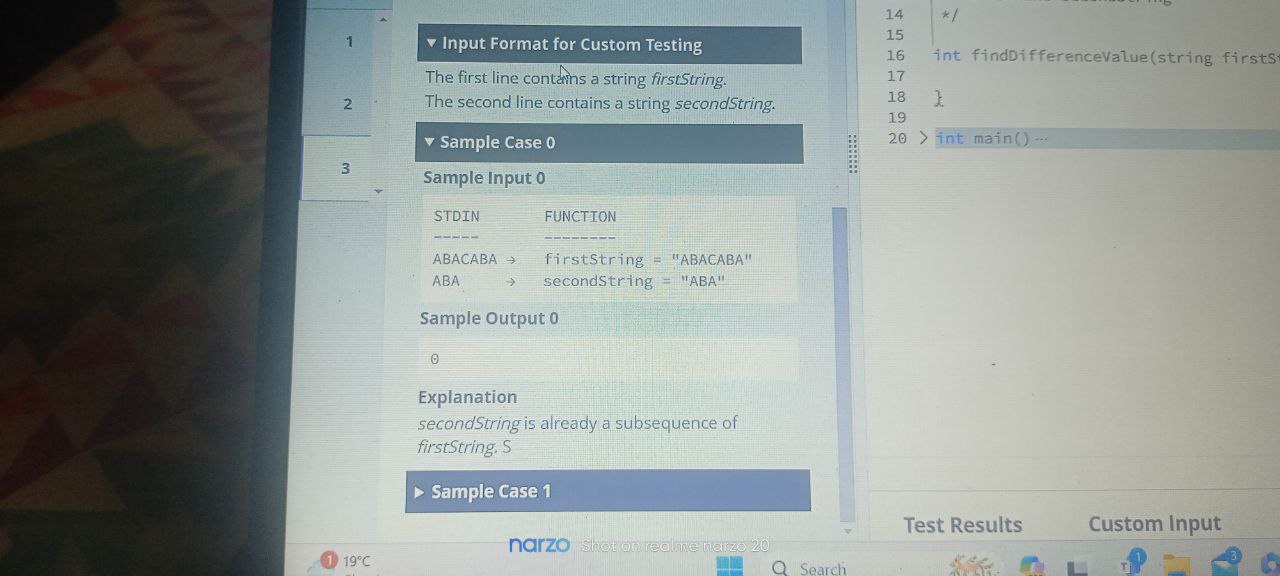 1
2
3
▼ Input Format for Custom Testing
The first line contains a string firstString.
The second line contains a string secondString.
▼ Sample Case 0
Sample Input 0
STDIN FUNCTION
----- --------
ABACABA → firstString = "ABACABA"
ABA → secondString = "ABA"
Sample Output 0
0
Explanation
secondString is already a subsequence of
firstString. S
▶ Sample Case 1
14 */
15
16 int findDifferenceValue(string firstS
17
18 }
19
20 > int main() ⋯
Test Results Custom Input
narzo Shot on realme narzo 20
1 19°C
Search
1
3